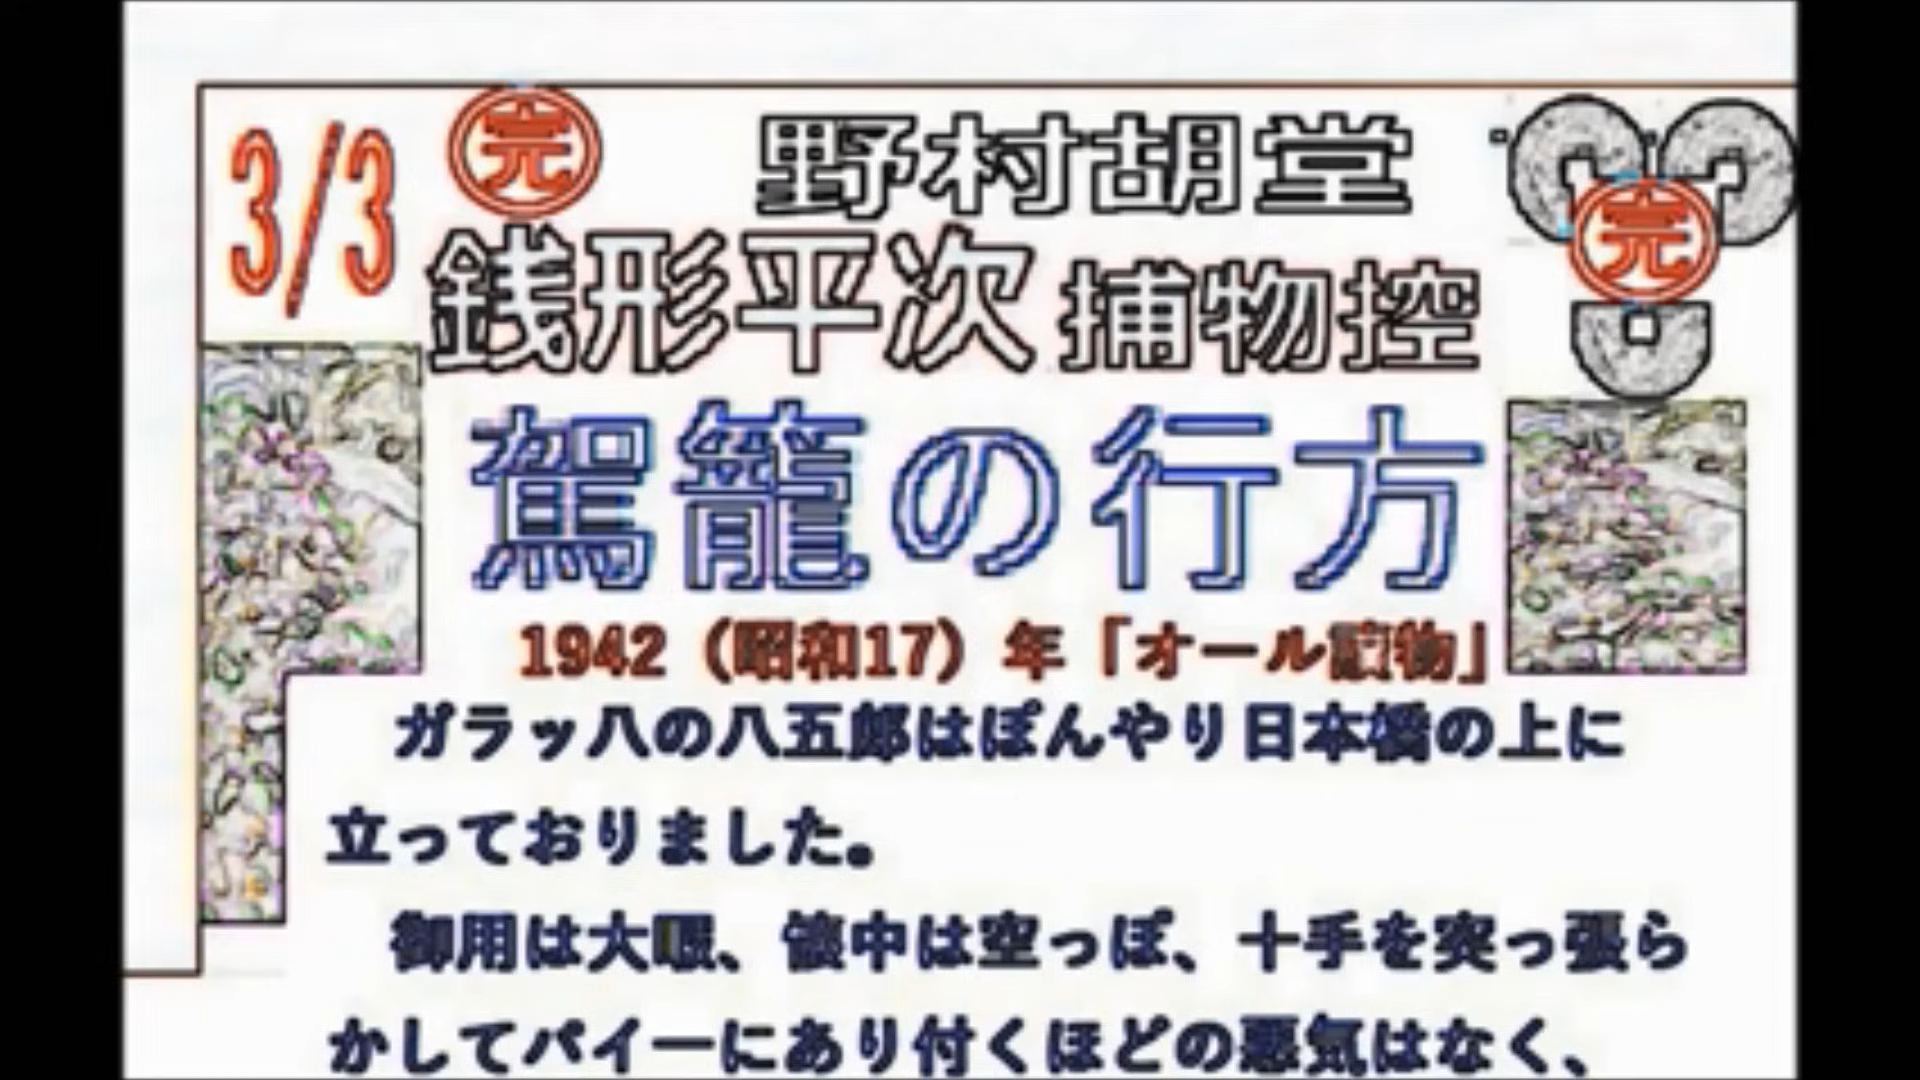 3/3
完
野村胡堂
完
銭形平次 捕物控
駕籠の行方
1942（昭和17）年「オール讀物」
ガラッ八の八五郎はぼんやり日本橋の上に
立っておりました。
御用は大暇、懐中は空っぽ、十手を突っ張ら
かしてパイ一にあり付くほどの悪気はなく、